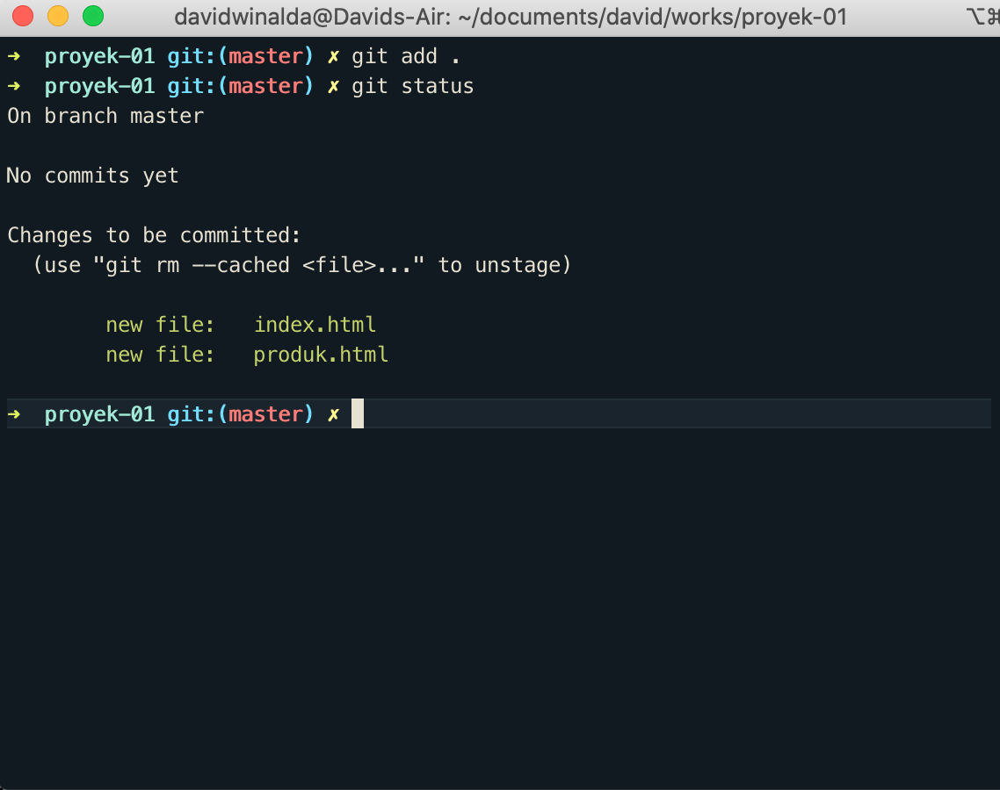 davidwinalda@Davids-Air: ~/documents/david/works/proyek-01 ⌥⌘
➜ proyek-01 git:(master) ✗ git add .
➜ proyek-01 git:(master) ✗ git status
On branch master
No commits yet
Changes to be committed:
(use "git rm --cached <file>..." to unstage)
new file: index.html
new file: produk.html
➜ proyek-01 git:(master) ✗